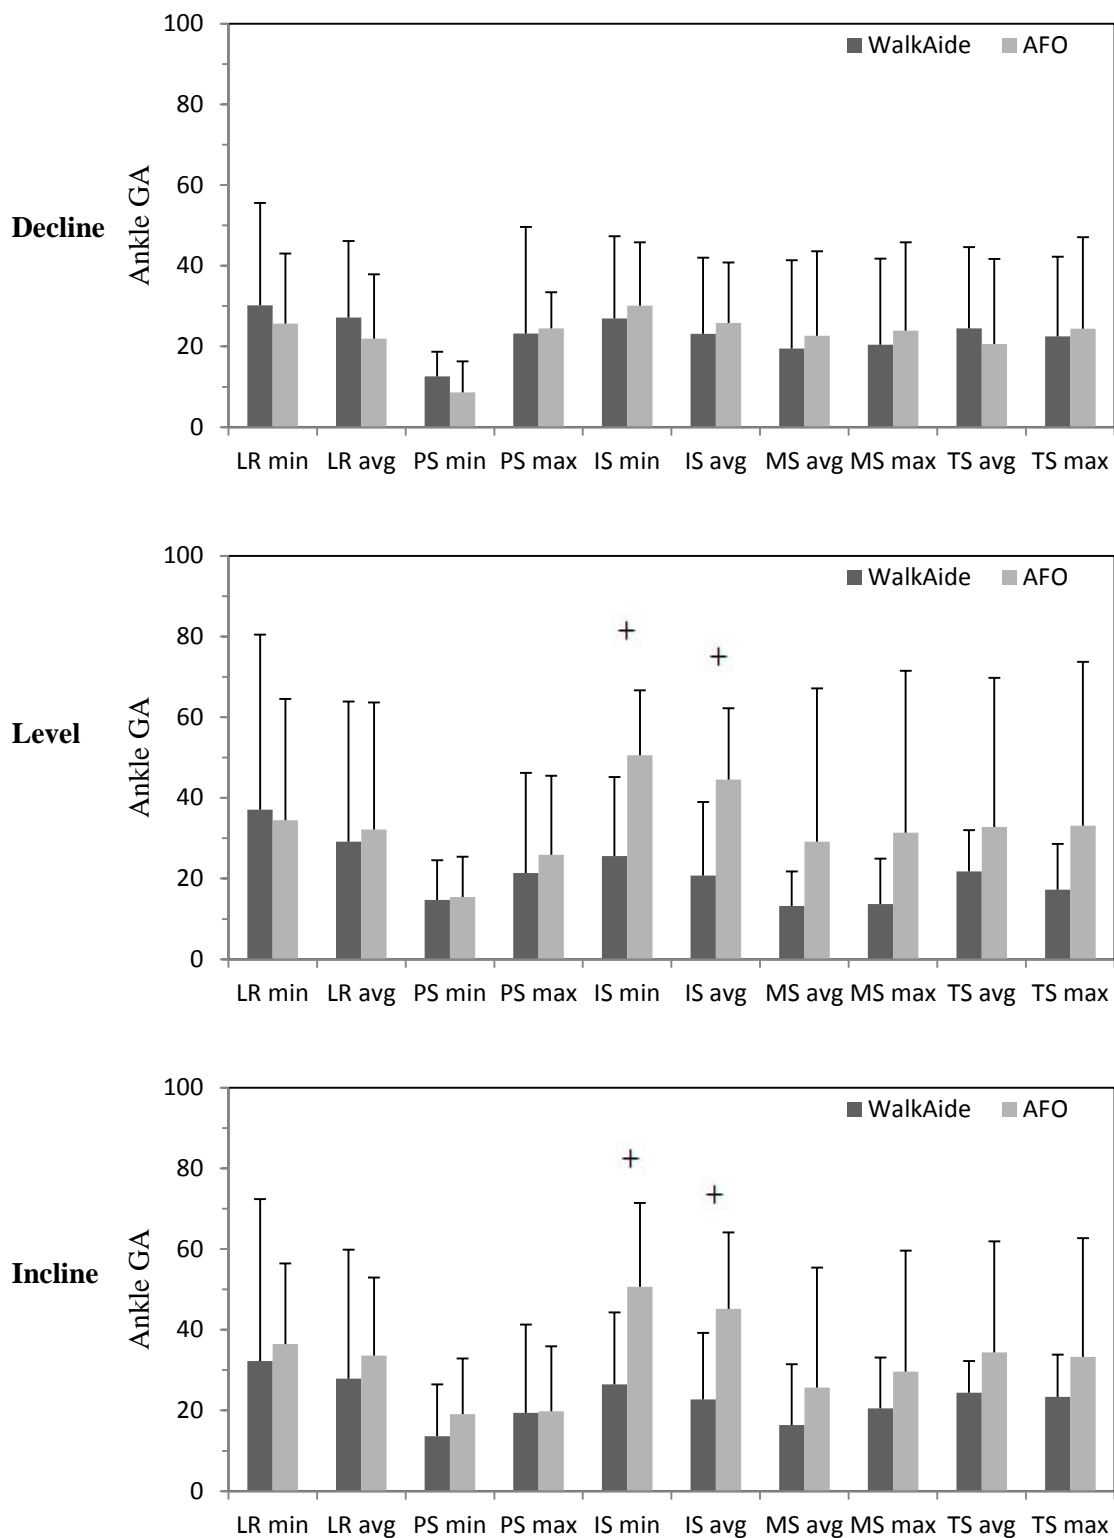 Decline
Ankle GA
100
80
60
40
20
0
WalkAide AFO
LR min LR avg PS min PS max IS min IS avg MS avg MS max TS avg TS max
Level
Ankle GA
100
80
60
40
20
0
WalkAide AFO
+ +
LR min LR avg PS min PS max IS min IS avg MS avg MS max TS avg TS max
Incline
Ankle GA
100
80
60
40
20
0
WalkAide AFO
+ +
LR min LR avg PS min PS max IS min IS avg MS avg MS max TS avg TS max